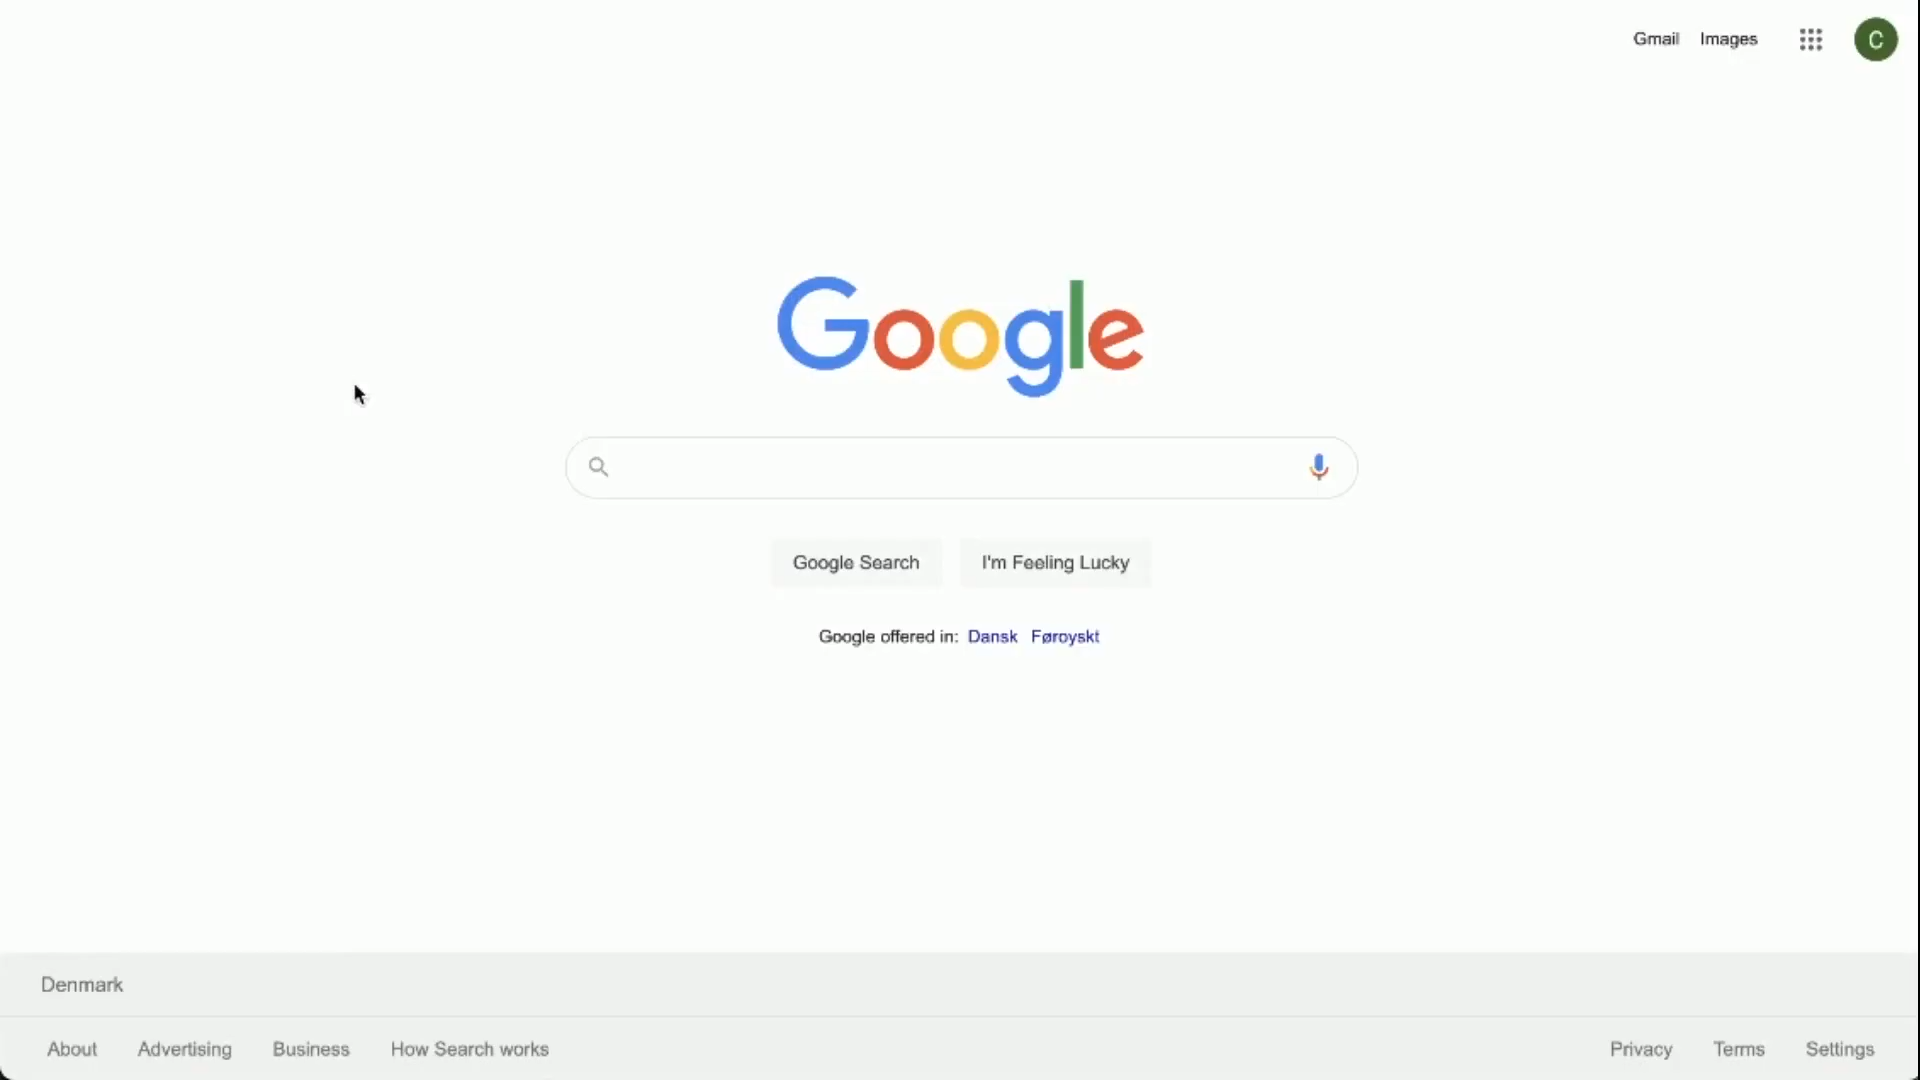 Gmail Images C
Google
Google Search I'm Feeling Lucky
Google offered in: Dansk Føroyskt
Denmark
About Advertising Business How Search works Privacy Terms Settings